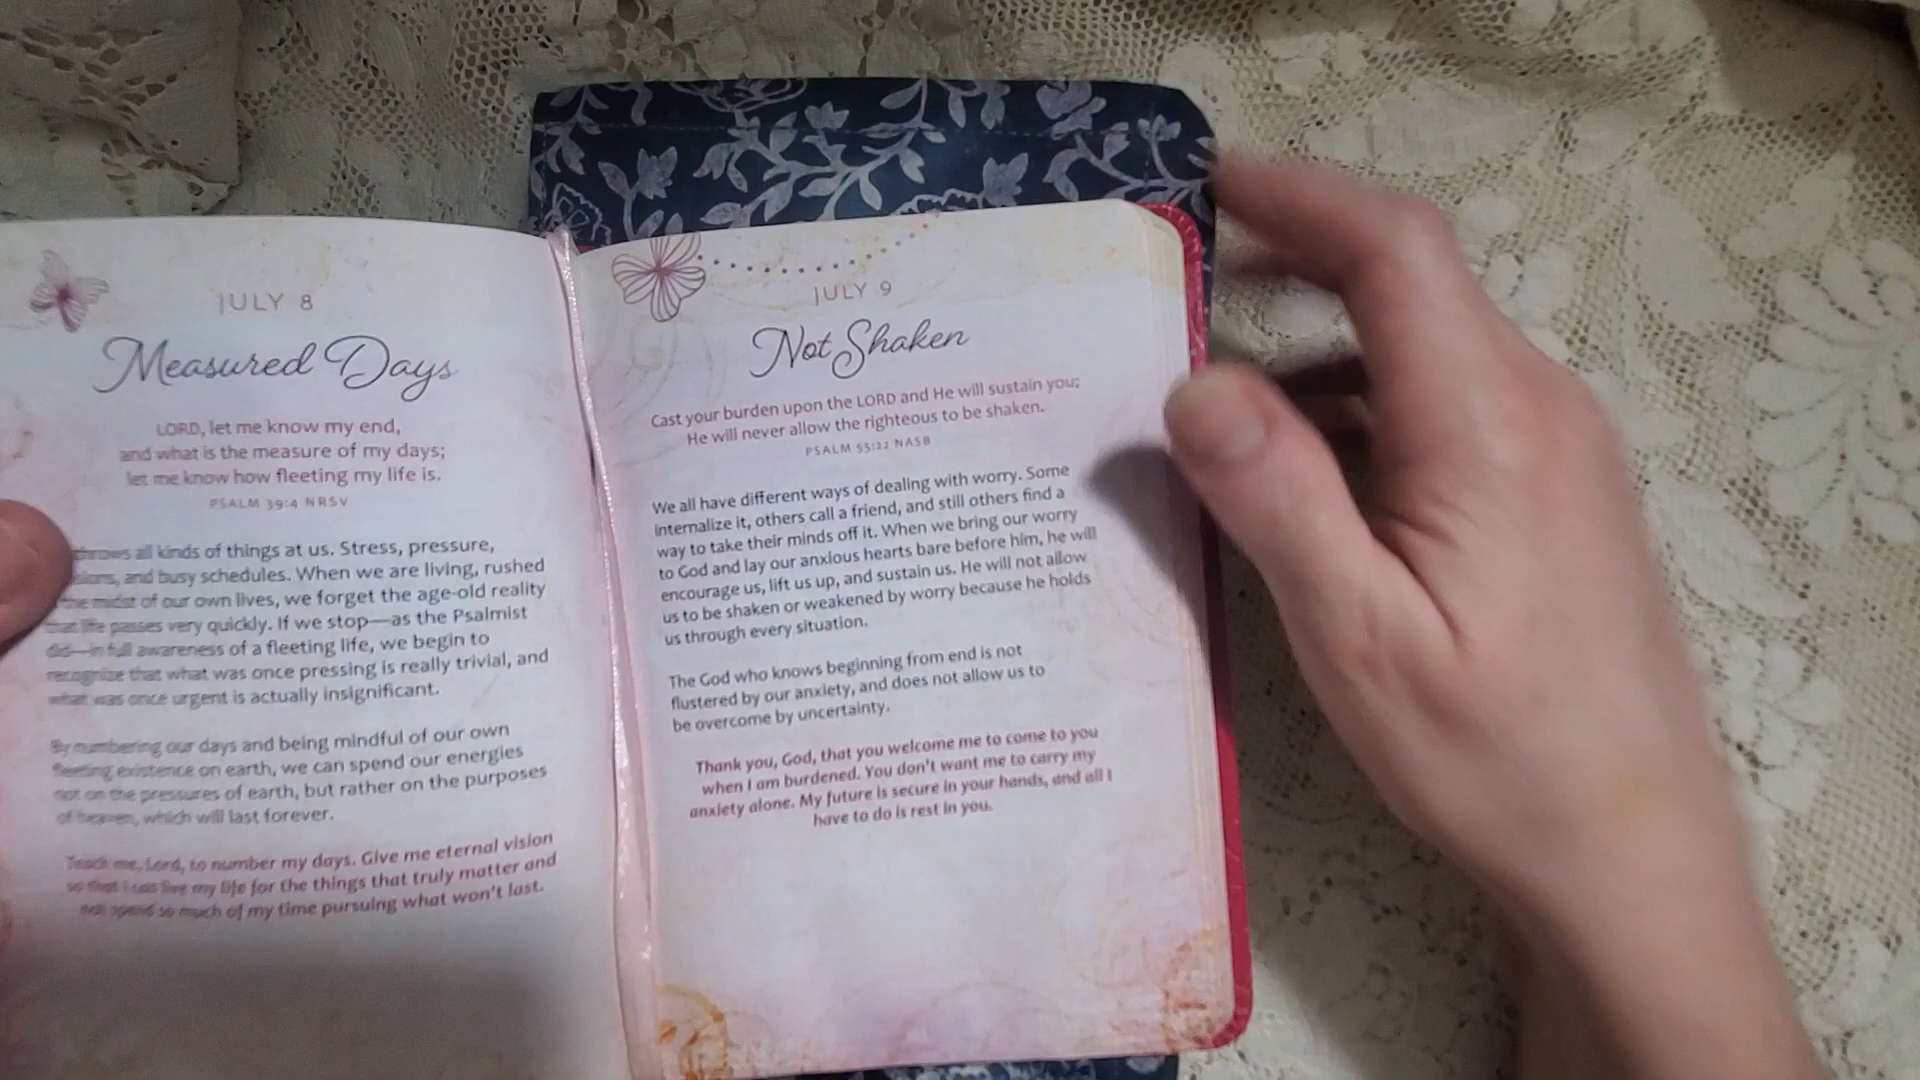 JULY 8
Measured Days
LORD, let me know my end,
and what is the measure of my days;
let me know how fleeting my life is.
PSALM 39:4 NRSV
throws all kinds of things at us. Stress, pressure,
and busy schedules. When we are living, rushed
the midst of our own lives, we forget the age-old reality
that life passes very quickly. If we stop—as the Psalmist
did—in full awareness of a fleeting life, we begin to
recognize that what was once pressing is really trivial, and
what was once urgent is actually insignificant.
By numbering our days and being mindful of our own
fleeting existence on earth, we can spend our energies
not on the pressures of earth, but rather on the purposes
of heaven, which will last forever.
Teach me, Lord, to number my days. Give me eternal vision
so that I can live my life for the things that truly matter and
not spend so much of my time pursuing what won't last.
JULY 9
Not Shaken
Cast your burden upon the LORD and He will sustain you;
He will never allow the righteous to be shaken.
PSALM 55:22 NASB
We all have different ways of dealing with worry. Some
internalize it, others call a friend, and still others find a
way to take their minds off it. When we bring our worry
to God and lay our anxious hearts bare before him, he will
encourage us, lift us up, and sustain us. He will not allow
us to be shaken or weakened by worry because he holds
us through every situation.
The God who knows beginning from end is not
flustered by our anxiety, and does not allow us to
be overcome by uncertainty.
Thank you, God, that you welcome me to come to you
when I am burdened. You don't want me to carry my
anxiety alone. My future is secure in your hands, and all I
have to do is rest in you.